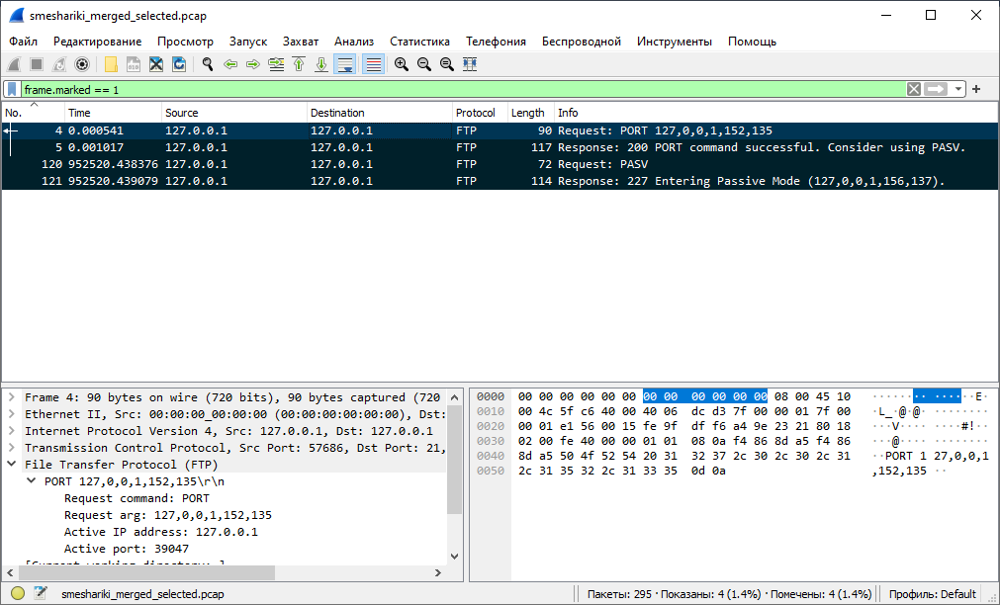 smeshariki_merged_selected.pcap
Файл Редактирование Просмотр Запуск Захват Анализ Статистика Телефония Беспроводной Инструменты Помощь
frame.marked == 1
No. Time Source Destination Protocol Length Info
4 0.000541 127.0.0.1 127.0.0.1 FTP 90 Request: PORT 127,0,0,1,152,135
5 0.001017 127.0.0.1 127.0.0.1 FTP 117 Response: 200 PORT command successful. Consider using PASV.
120 952520.438376 127.0.0.1 127.0.0.1 FTP 72 Request: PASV
121 952520.439079 127.0.0.1 127.0.0.1 FTP 114 Response: 227 Entering Passive Mode (127,0,0,1,156,137).
Frame 4: 90 bytes on wire (720 bits), 90 bytes captured (720
Ethernet II, Src: 00:00:00_00:00:00 (00:00:00:00:00:00), Dst:
Internet Protocol Version 4, Src: 127.0.0.1, Dst: 127.0.0.1
Transmission Control Protocol, Src Port: 57686, Dst Port: 21,
File Transfer Protocol (FTP)
PORT 127,0,0,1,152,135\r\n
Request command: PORT
Request arg: 127,0,0,1,152,135
Active IP address: 127.0.0.1
Active port: 39047
[Current working directory: ]
0000 00 00 00 00 00 00 00 00 00 00 00 00 08 00 45 10 ········ ······E·
0010 00 4c 5f c6 40 00 40 06 dc d3 7f 00 00 01 7f 00 ·L_·@·@· ········
0020 00 01 e1 56 00 15 fe 9f df f6 a4 9e 23 21 80 18 ···V···· ····#!··
0030 02 00 fe 40 00 00 01 01 08 0a f4 86 8d a5 f4 86 ···@···· ········
0040 8d a5 50 4f 52 54 20 31 32 37 2c 30 2c 30 2c 31 ··PORT 1 27,0,0,1
0050 2c 31 35 32 2c 31 33 35 0d 0a ,152,135 ··
smeshariki_merged_selected.pcap
Пакеты: 295 · Показаны: 4 (1.4%) · Помечены: 4 (1.4%)
Профиль: Default